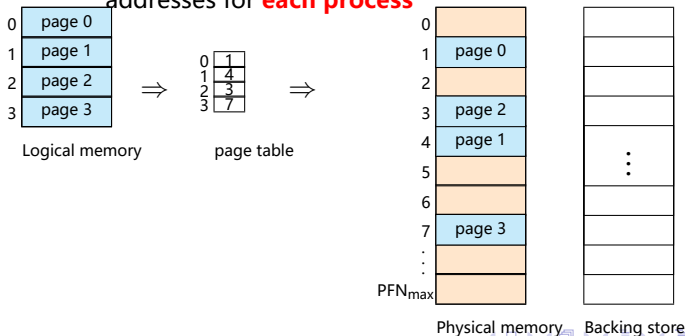 addresses for each process
0 page 0
1 page 1
2 page 2
3 page 3
Logical memory
⇒
0 1
1 4
2 3
3 7
page table
⇒
0
1 page 0
2
3 page 2
4 page 1
5
6
7 page 3
⋮
PFNmax
Physical memory
⋮
Backing store